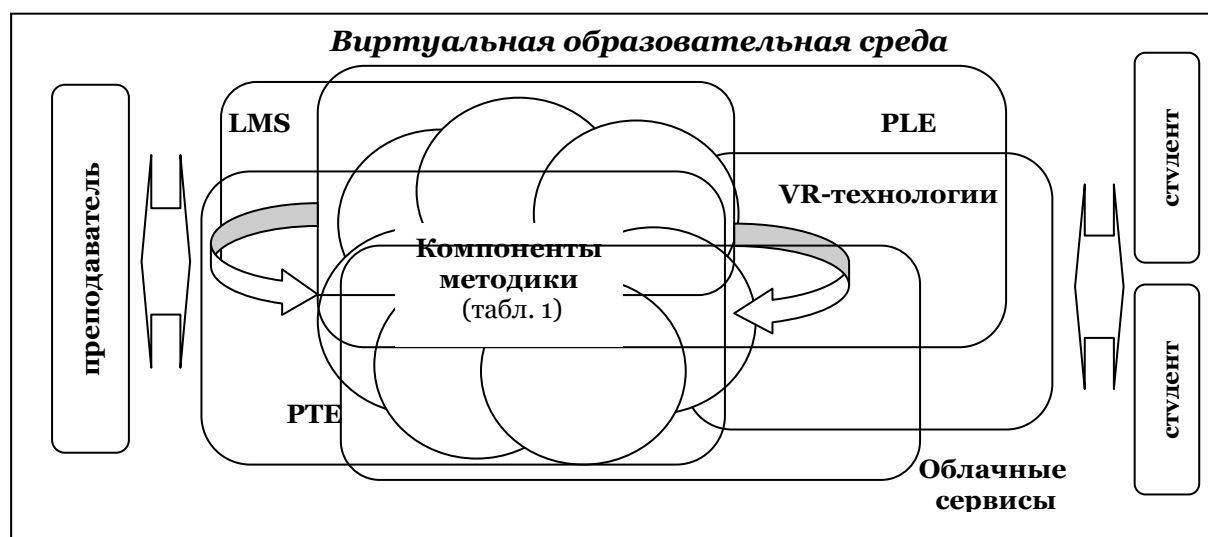 Виртуальная образовательная среда
преподаватель
LMS
PLE
VR-технологии
Компоненты
методики
(табл. 1)
PTE
Облачные
сервисы
студент
студент